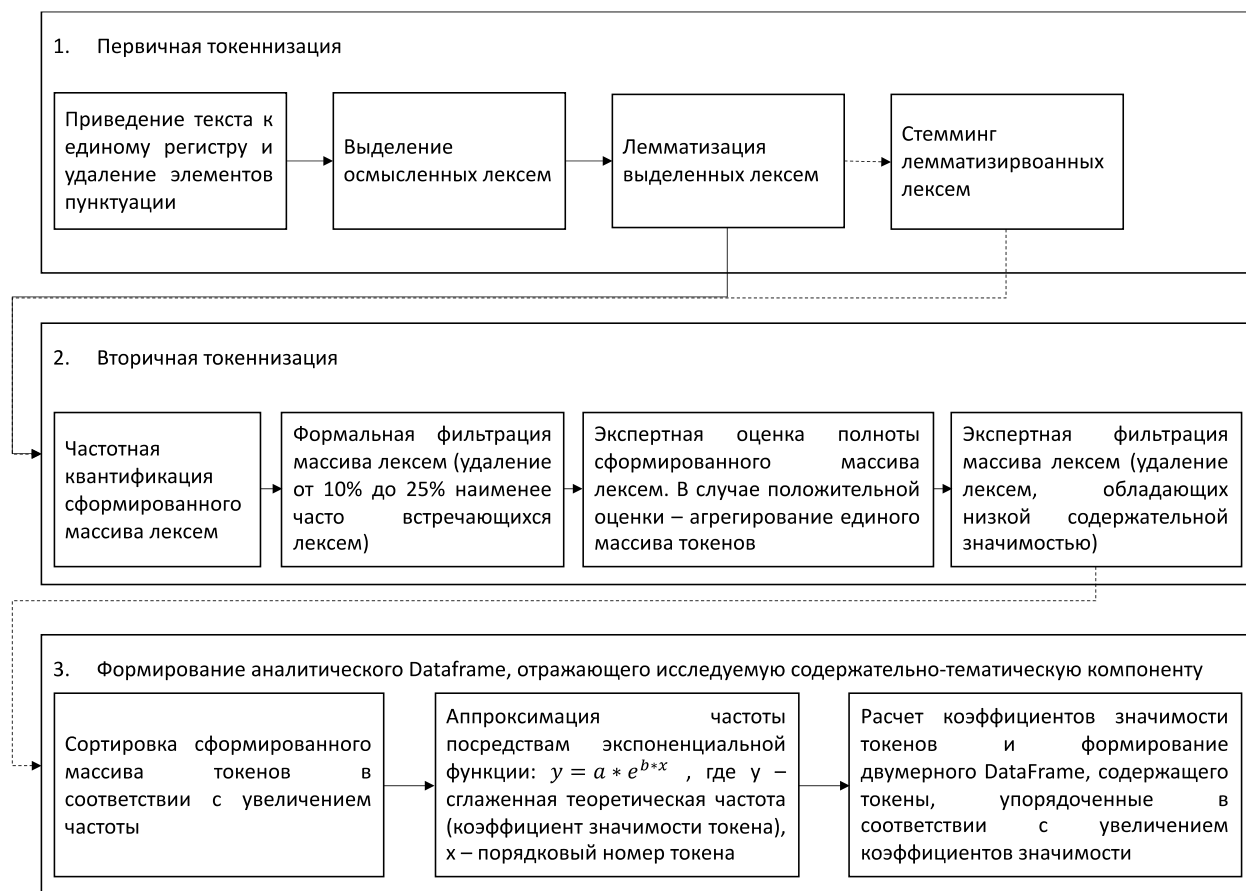 1. Первичная токеннизация
Приведение текста к
единому регистру и
удаление элементов
пунктуации
Выделение
осмысленных лексем
Лемматизация
выделенных лексем
Стемминг
лемматизирвоанных
лексем
2. Вторичная токеннизация
Частотная
квантификация
сформированного
массива лексем
Формальная фильтрация
массива лексем (удаление
от 10% до 25% наименее
часто встречающихся
лексем)
Экспертная оценка полноты
сформированного массива
лексем. В случае положительной
оценки – агрегирование единого
массива токенов
Экспертная фильтрация
массива лексем (удаление
лексем, обладающих
низкой содержательной
значимостью)
3. Формирование аналитического Dataframe, отражающего исследуемую содержательно-тематическую компоненту
Сортировка сформированного
массива токенов в
соответствии с увеличением
частоты
Аппроксимация частоты
посредствам экспоненциальной
функции: y = a ∗ e^{b∗x} , где y –
сглаженная теоретическая частота
(коэффициент значимости токена),
x – порядковый номер токена
Расчет коэффициентов значимости
токенов и формирование
двумерного DataFrame, содержащего
токены, упорядоченные в
соответствии с увеличением
коэффициентов значимости